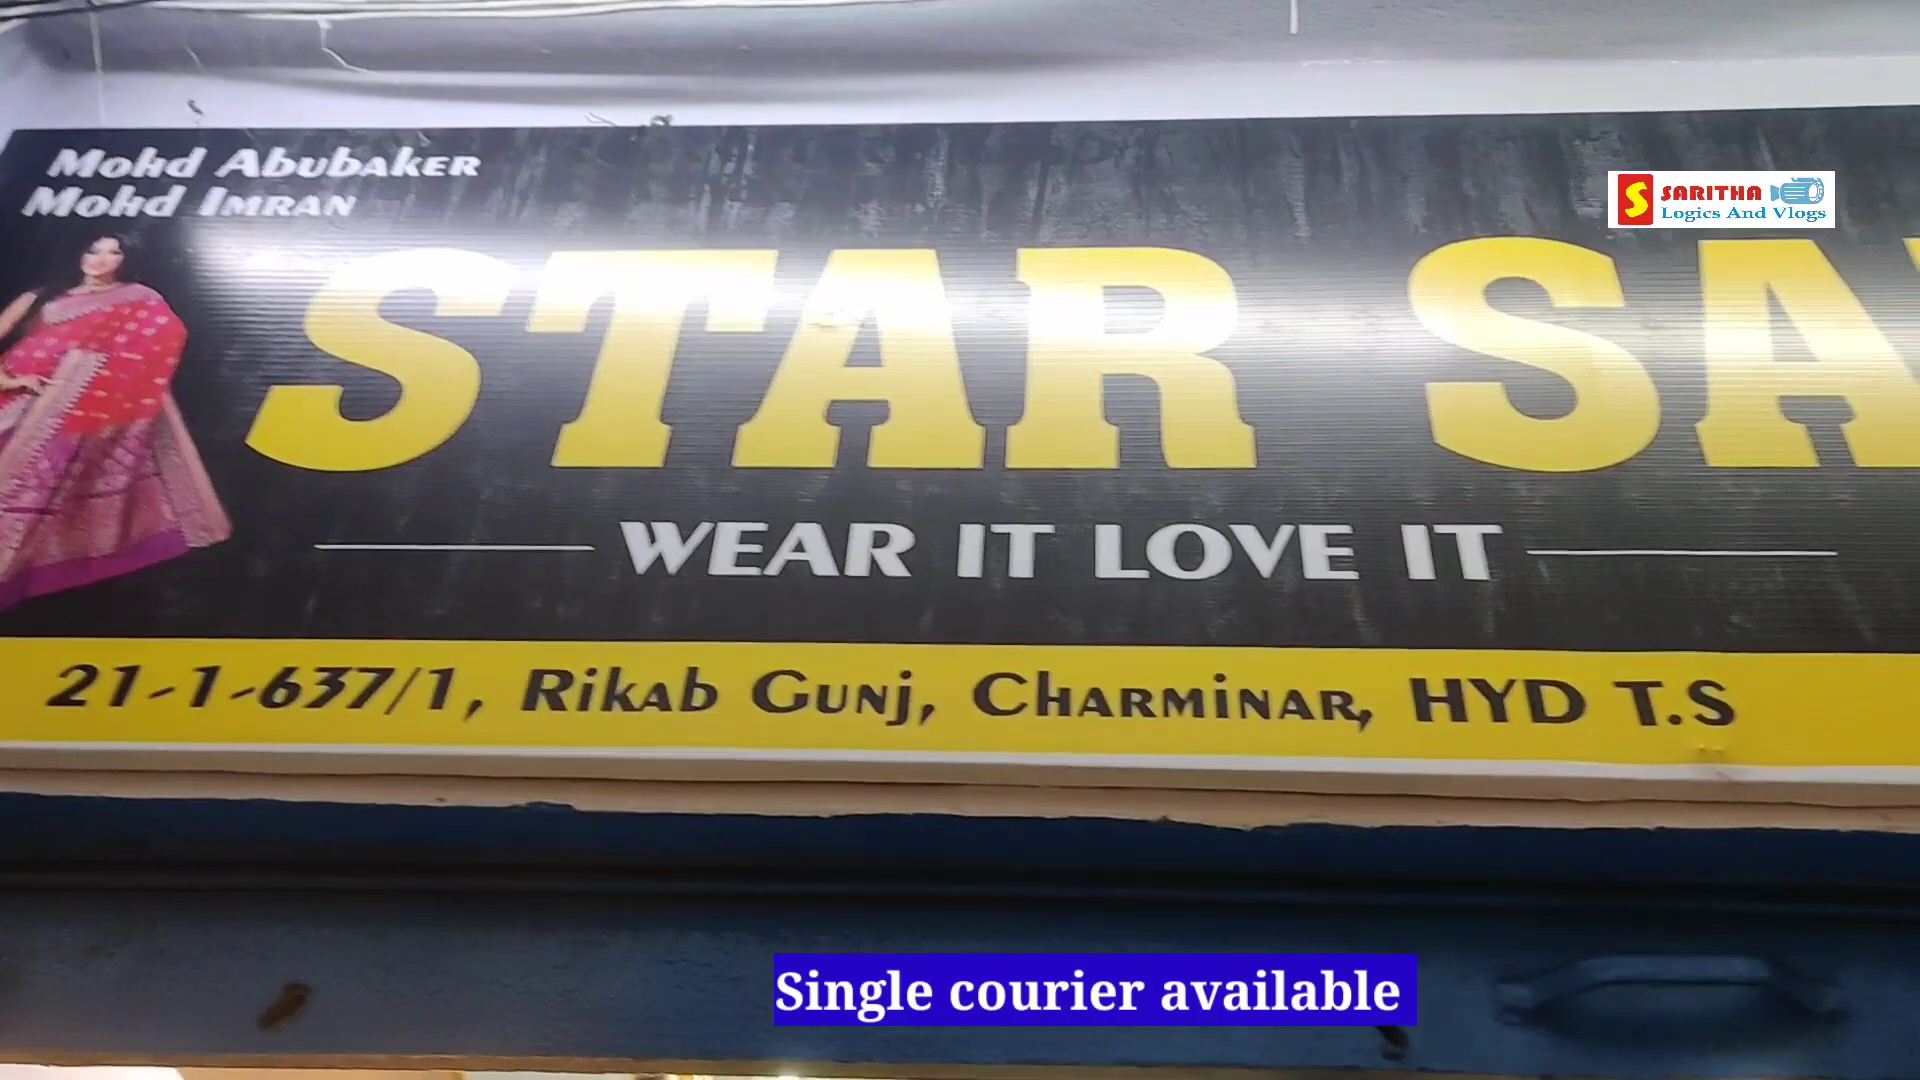 Mohd Abubaker
Mohd Imran
SARITHA
Logics And Vlogs
STAR
WEAR IT LOVE IT
21-1-637/1, Rikab Gunj, Charminar, HYD T.S
Single courier available